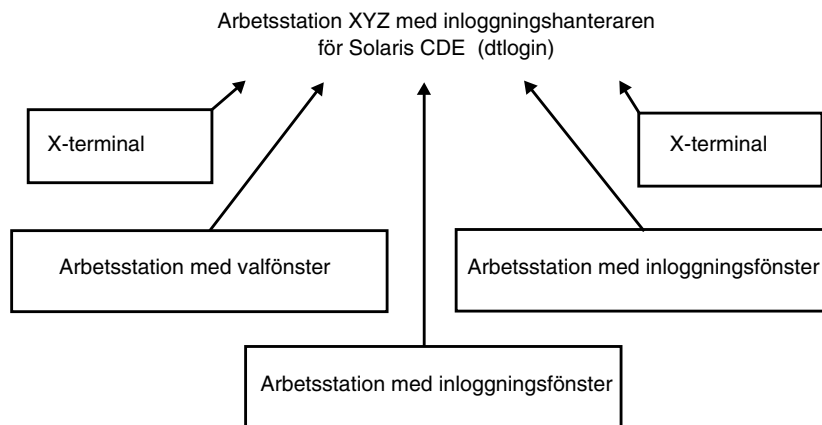 Arbetsstation XYZ med inloggningshanteraren
för Solaris CDE (dtlogin)
X-terminal
X-terminal
Arbetsstation med valfönster
Arbetsstation med inloggningsfönster
Arbetsstation med inloggningsfönster